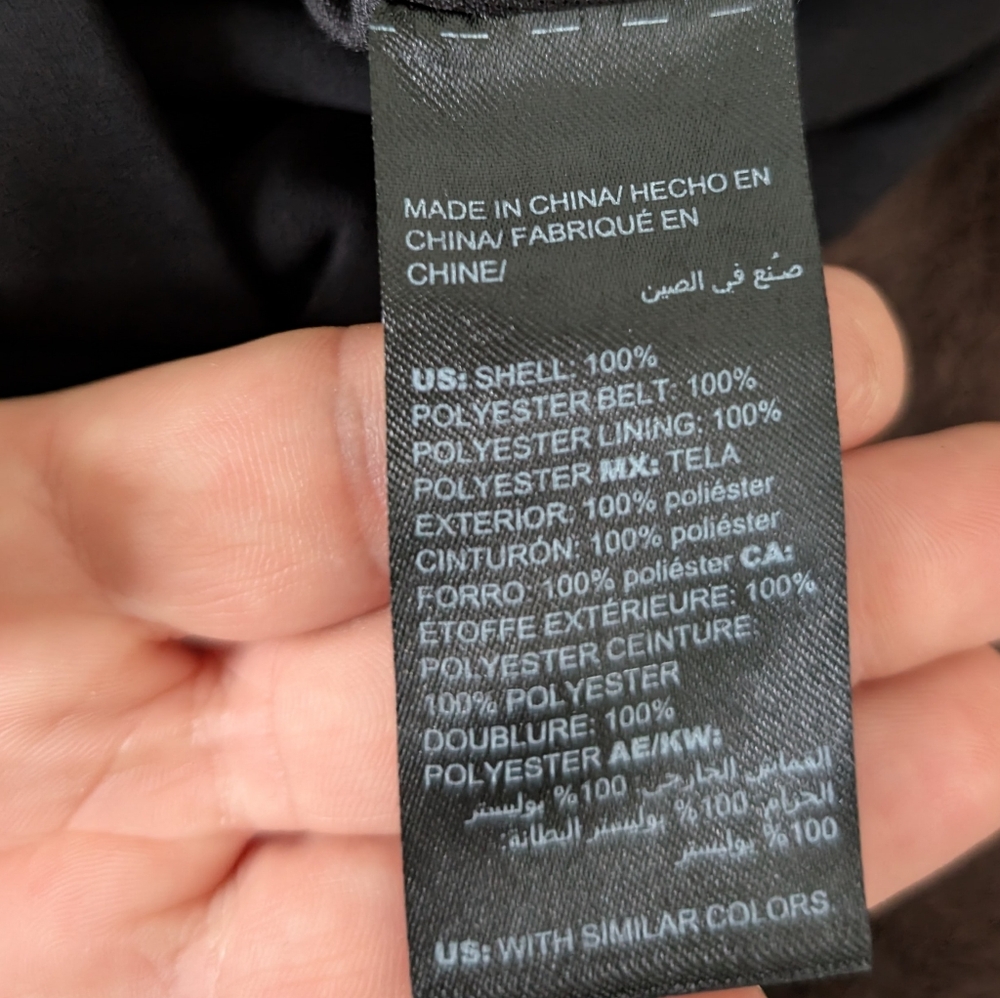 MADE IN CHINA/ HECHO EN
CHINA/ FABRIQUÉ EN
CHINE/
صُنع في الصين
US: SHELL: 100%
POLYESTER BELT: 100%
POLYESTER LINING: 100%
POLYESTER MX: TELA
EXTERIOR: 100% poliéster
CINTURÓN: 100% poliéster
FORRO: 100% poliéster CA:
ETOFFE EXTÉRIEURE: 100%
POLYESTER CEINTURE
100% POLYESTER
DOUBLURE: 100%
POLYESTER AE/KW:
القماش الخارجي 100% بوليستر
الحزام 100% بوليستر البطانة:
100% بوليستر
US: WITH SIMILAR COLORS